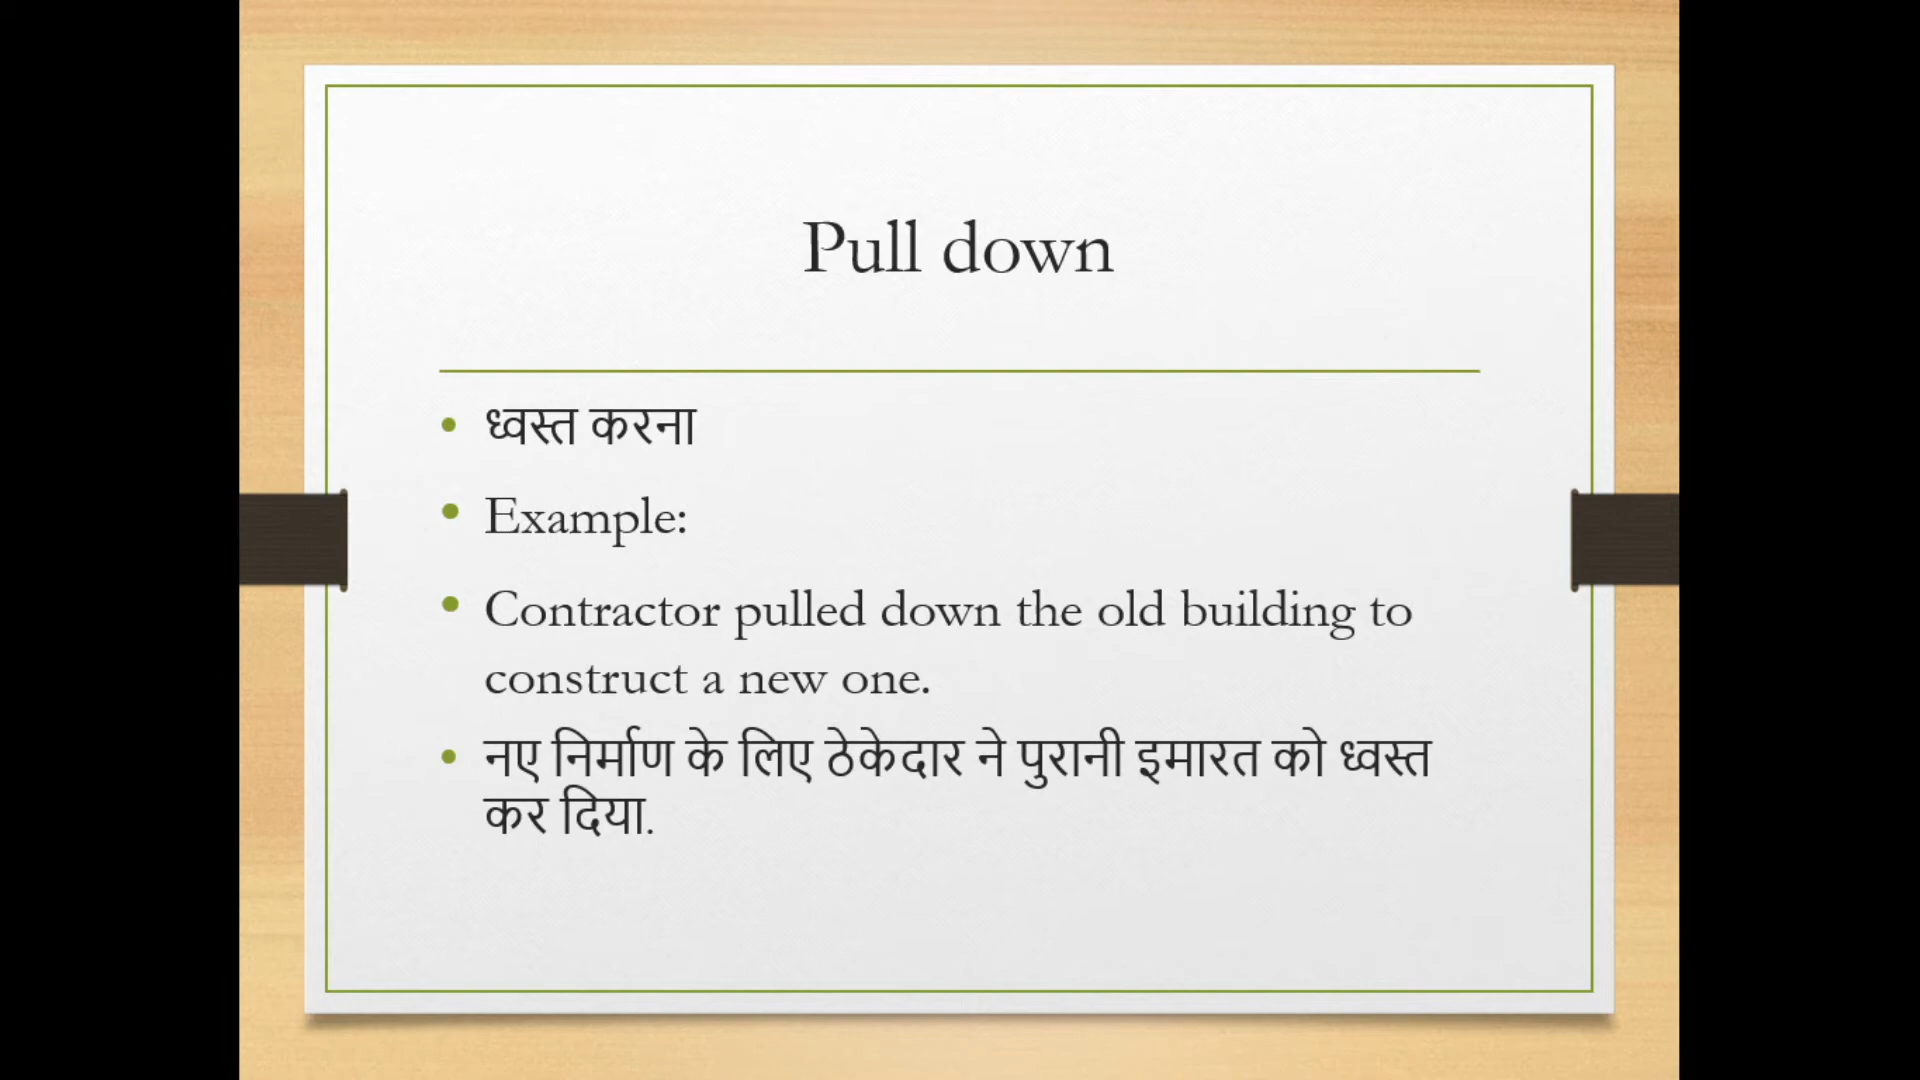 Pull down
• ध्वस्त करना
• Example:
• Contractor pulled down the old building to
construct a new one.
• नए निर्माण के लिए ठेकेदार ने पुरानी इमारत को ध्वस्त
कर दिया.